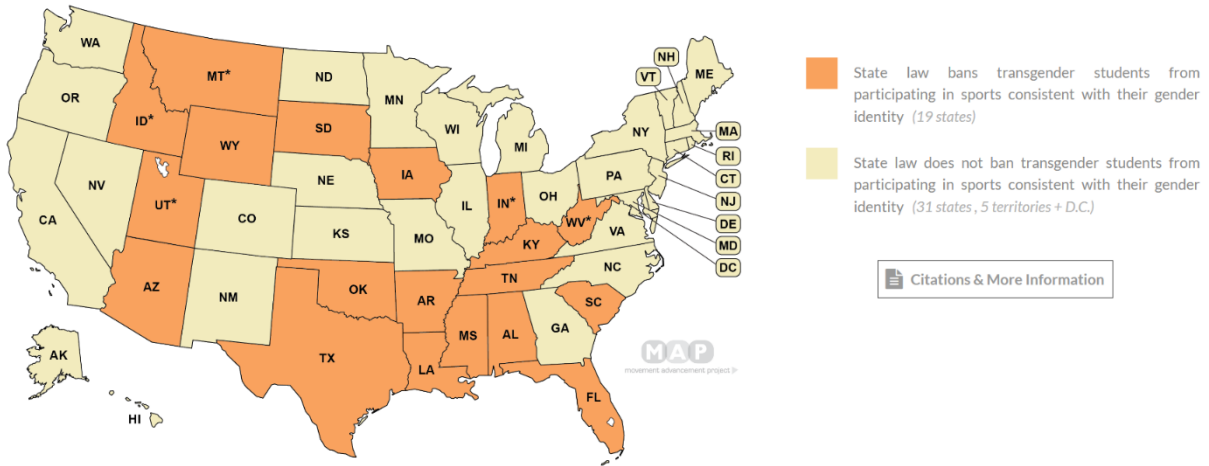 WA
OR
CA
NV
ID*
MT*
WY
UT*
AZ
CO
NM
ND
SD
NE
KS
OK
TX
MN
IA
MO
AR
LA
WI
IL
MI
IN*
OH
KY
TN
MS
AL
GA
FL
SC
NC
VA
WV*
PA
NY
VT
NH
ME
MA
RI
CT
NJ
DE
MD
DC
AK
HI
MAP
movement advancement project
State law bans transgender students from
participating in sports consistent with their gender
identity (19 states)
State law does not ban transgender students from
participating in sports consistent with their gender
identity (31 states , 5 territories + D.C.)
Citations & More Information